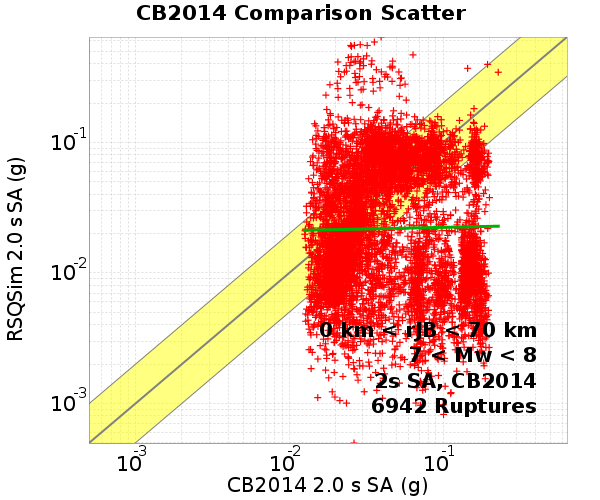 CB2014 Comparison Scatter
RSQSim 2.0 s SA (g)
10-1
10-2
10-3
0 km < rJB < 70 km
7 < Mw < 8
2s SA, CB2014
6942 Ruptures
10-3 10-2 10-1
CB2014 2.0 s SA (g)